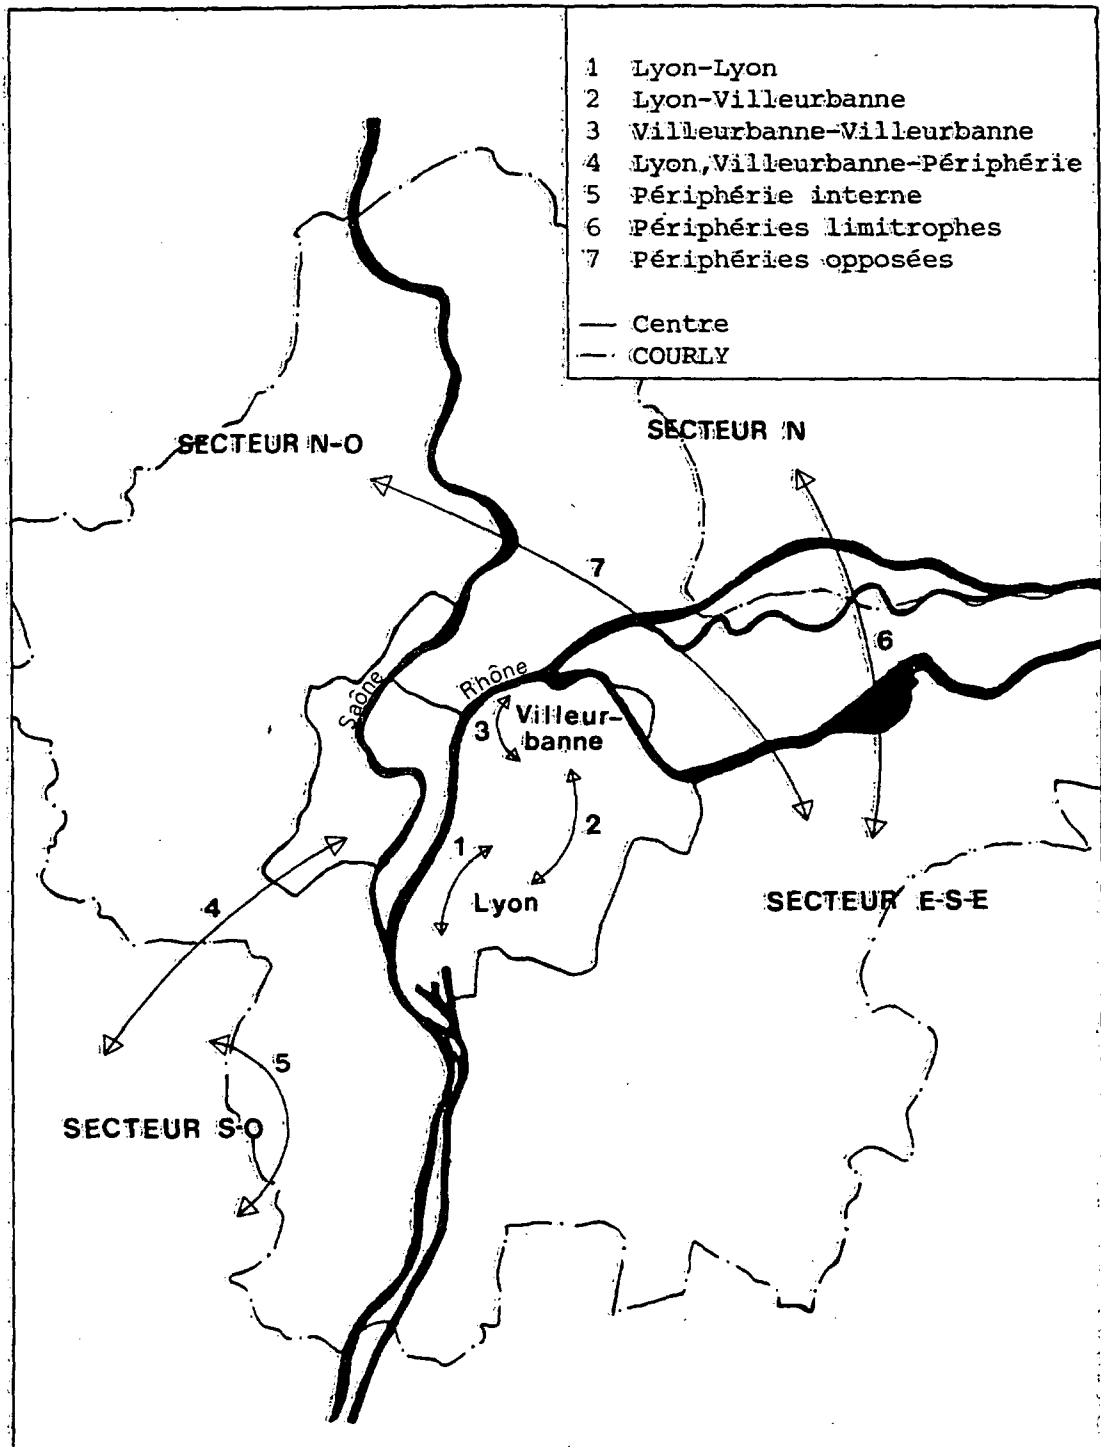 1 Lyon-Lyon
2 Lyon-Villeurbanne
3 Villeurbanne-Villeurbanne
4 Lyon,Villeurbanne-Périphérie
5 Périphérie interne
6 Périphéries limitrophes
7 Périphéries opposées
Centre
COURLY
SECTEUR N-O
SECTEUR N
7
6
Saône
Rhône
3
Villeur-
banne
2
1
Lyon
4
SECTEUR E-S-E
5
SECTEUR S-O